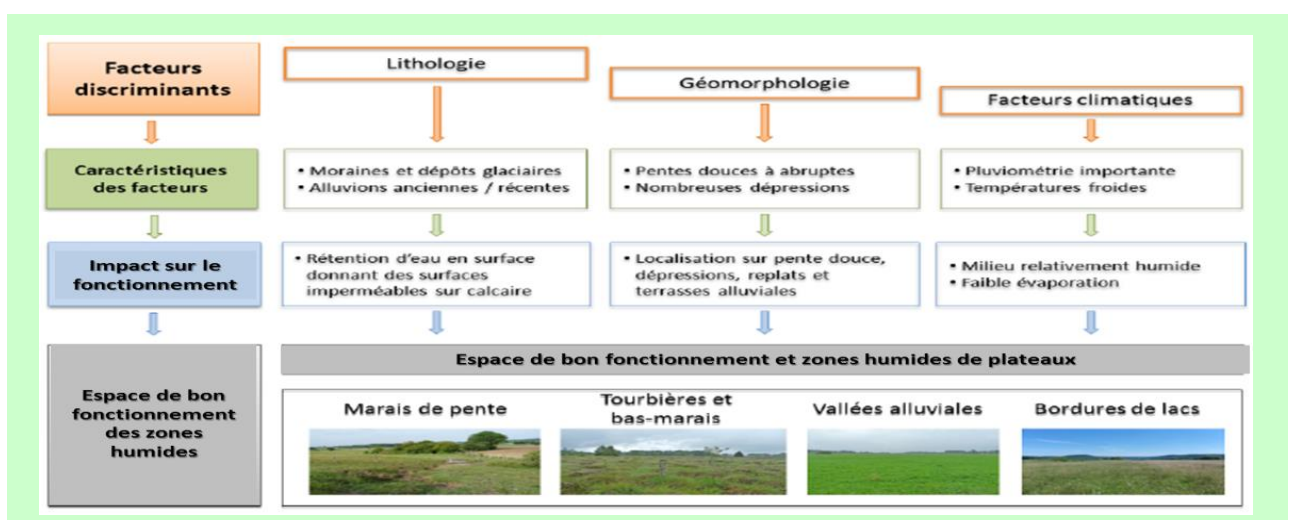 Facteurs
discriminants
Lithologie
Géomorphologie
Facteurs climatiques
Caractéristiques
des facteurs
• Moraines et dépôts glaciaires
• Alluvions anciennes / récentes
• Pentes douces à abruptes
• Nombreuses dépressions
• Pluviométrie importante
• Températures froides
Impact sur le
fonctionnement
• Rétention d'eau en surface
donnant des surfaces
imperméables sur calcaire
• Localisation sur pente douce,
dépressions, replats et
terrasses alluviales
• Milieu relativement humide
• Faible évaporation
Espace de bon
fonctionnement
des zones
humides
Espace de bon fonctionnement et zones humides de plateaux
Marais de pente
Tourbières et
bas-marais
Vallées alluviales
Bordures de lacs